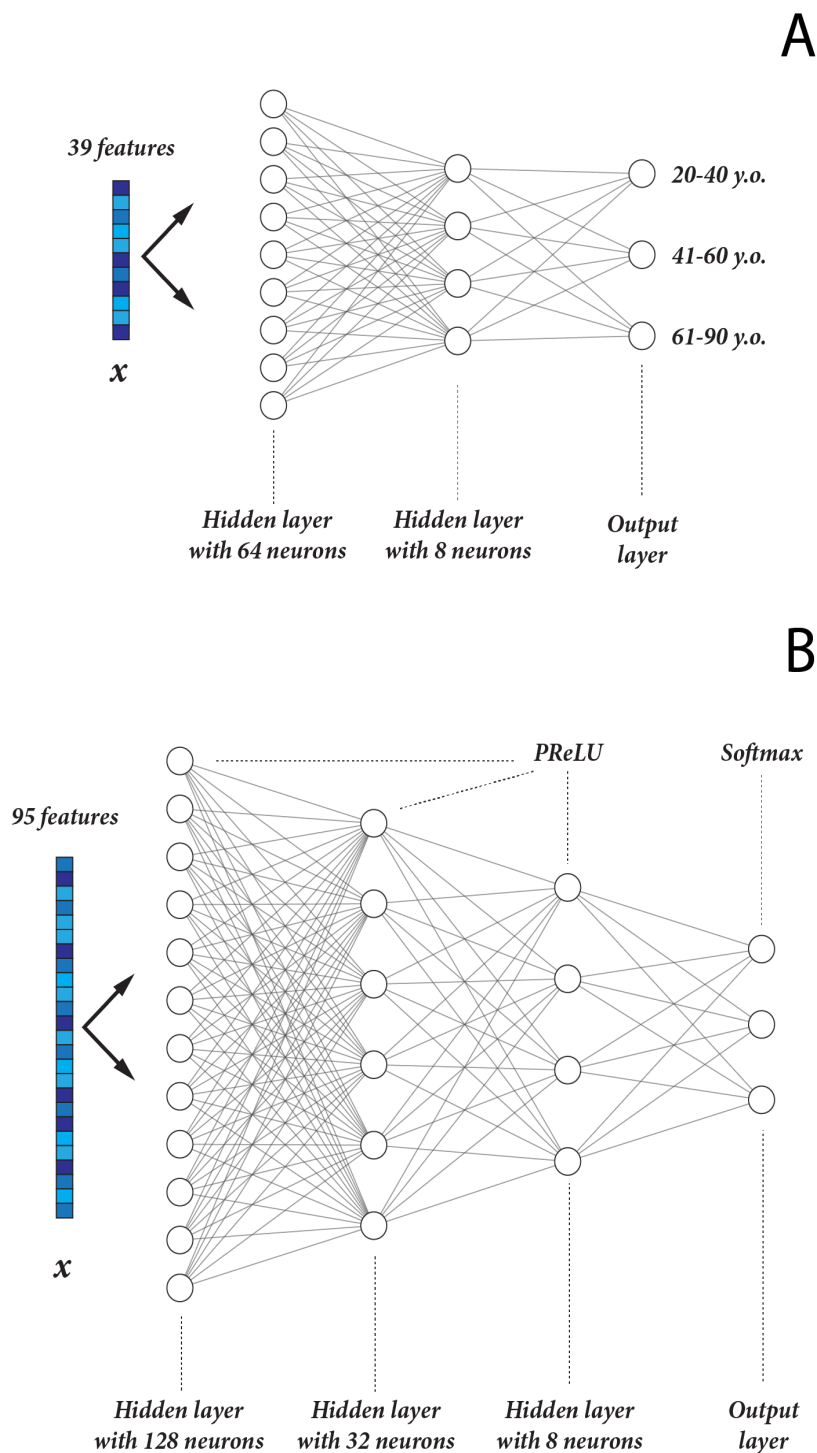 A
39 features
20-40 y.o.
41-60 y.o.
61-90 y.o.
x
Hidden layer
with 64 neurons
Hidden layer
with 8 neurons
Output
layer
B
PReLU
Softmax
95 features
x
Hidden layer
with 128 neurons
Hidden layer
with 32 neurons
Hidden layer
with 8 neurons
Output
layer